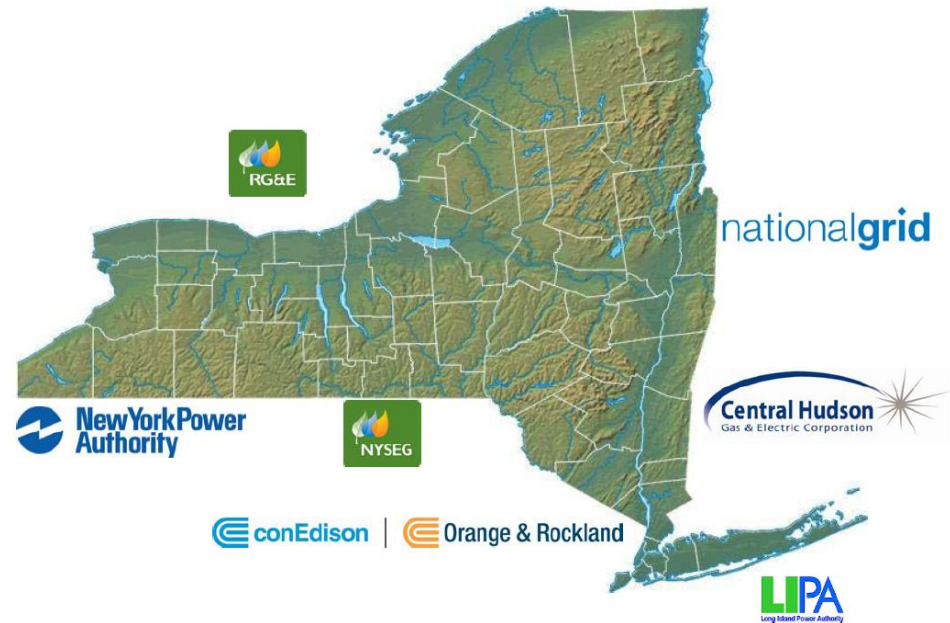 RG&E
nationalgrid
NewYorkPower
Authority
Central Hudson
Gas & Electric Corporation
NYSEG
conEdison | Orange & Rockland
LIPA
Long Island Power Authority